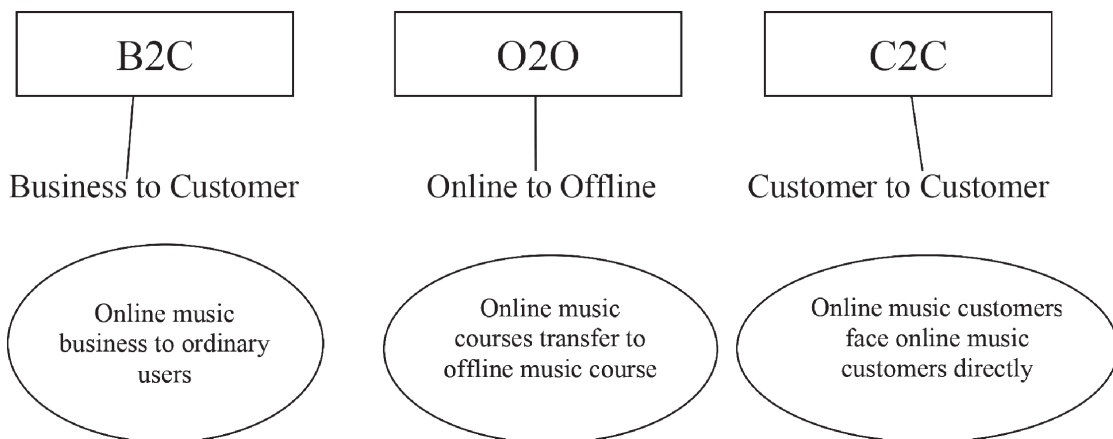 B2C
O2O
C2C
Business to Customer
Online to Offline
Customer to Customer
Online music
business to ordinary
users
Online music
courses transfer to
offline music course
Online music customers
face online music
customers directly